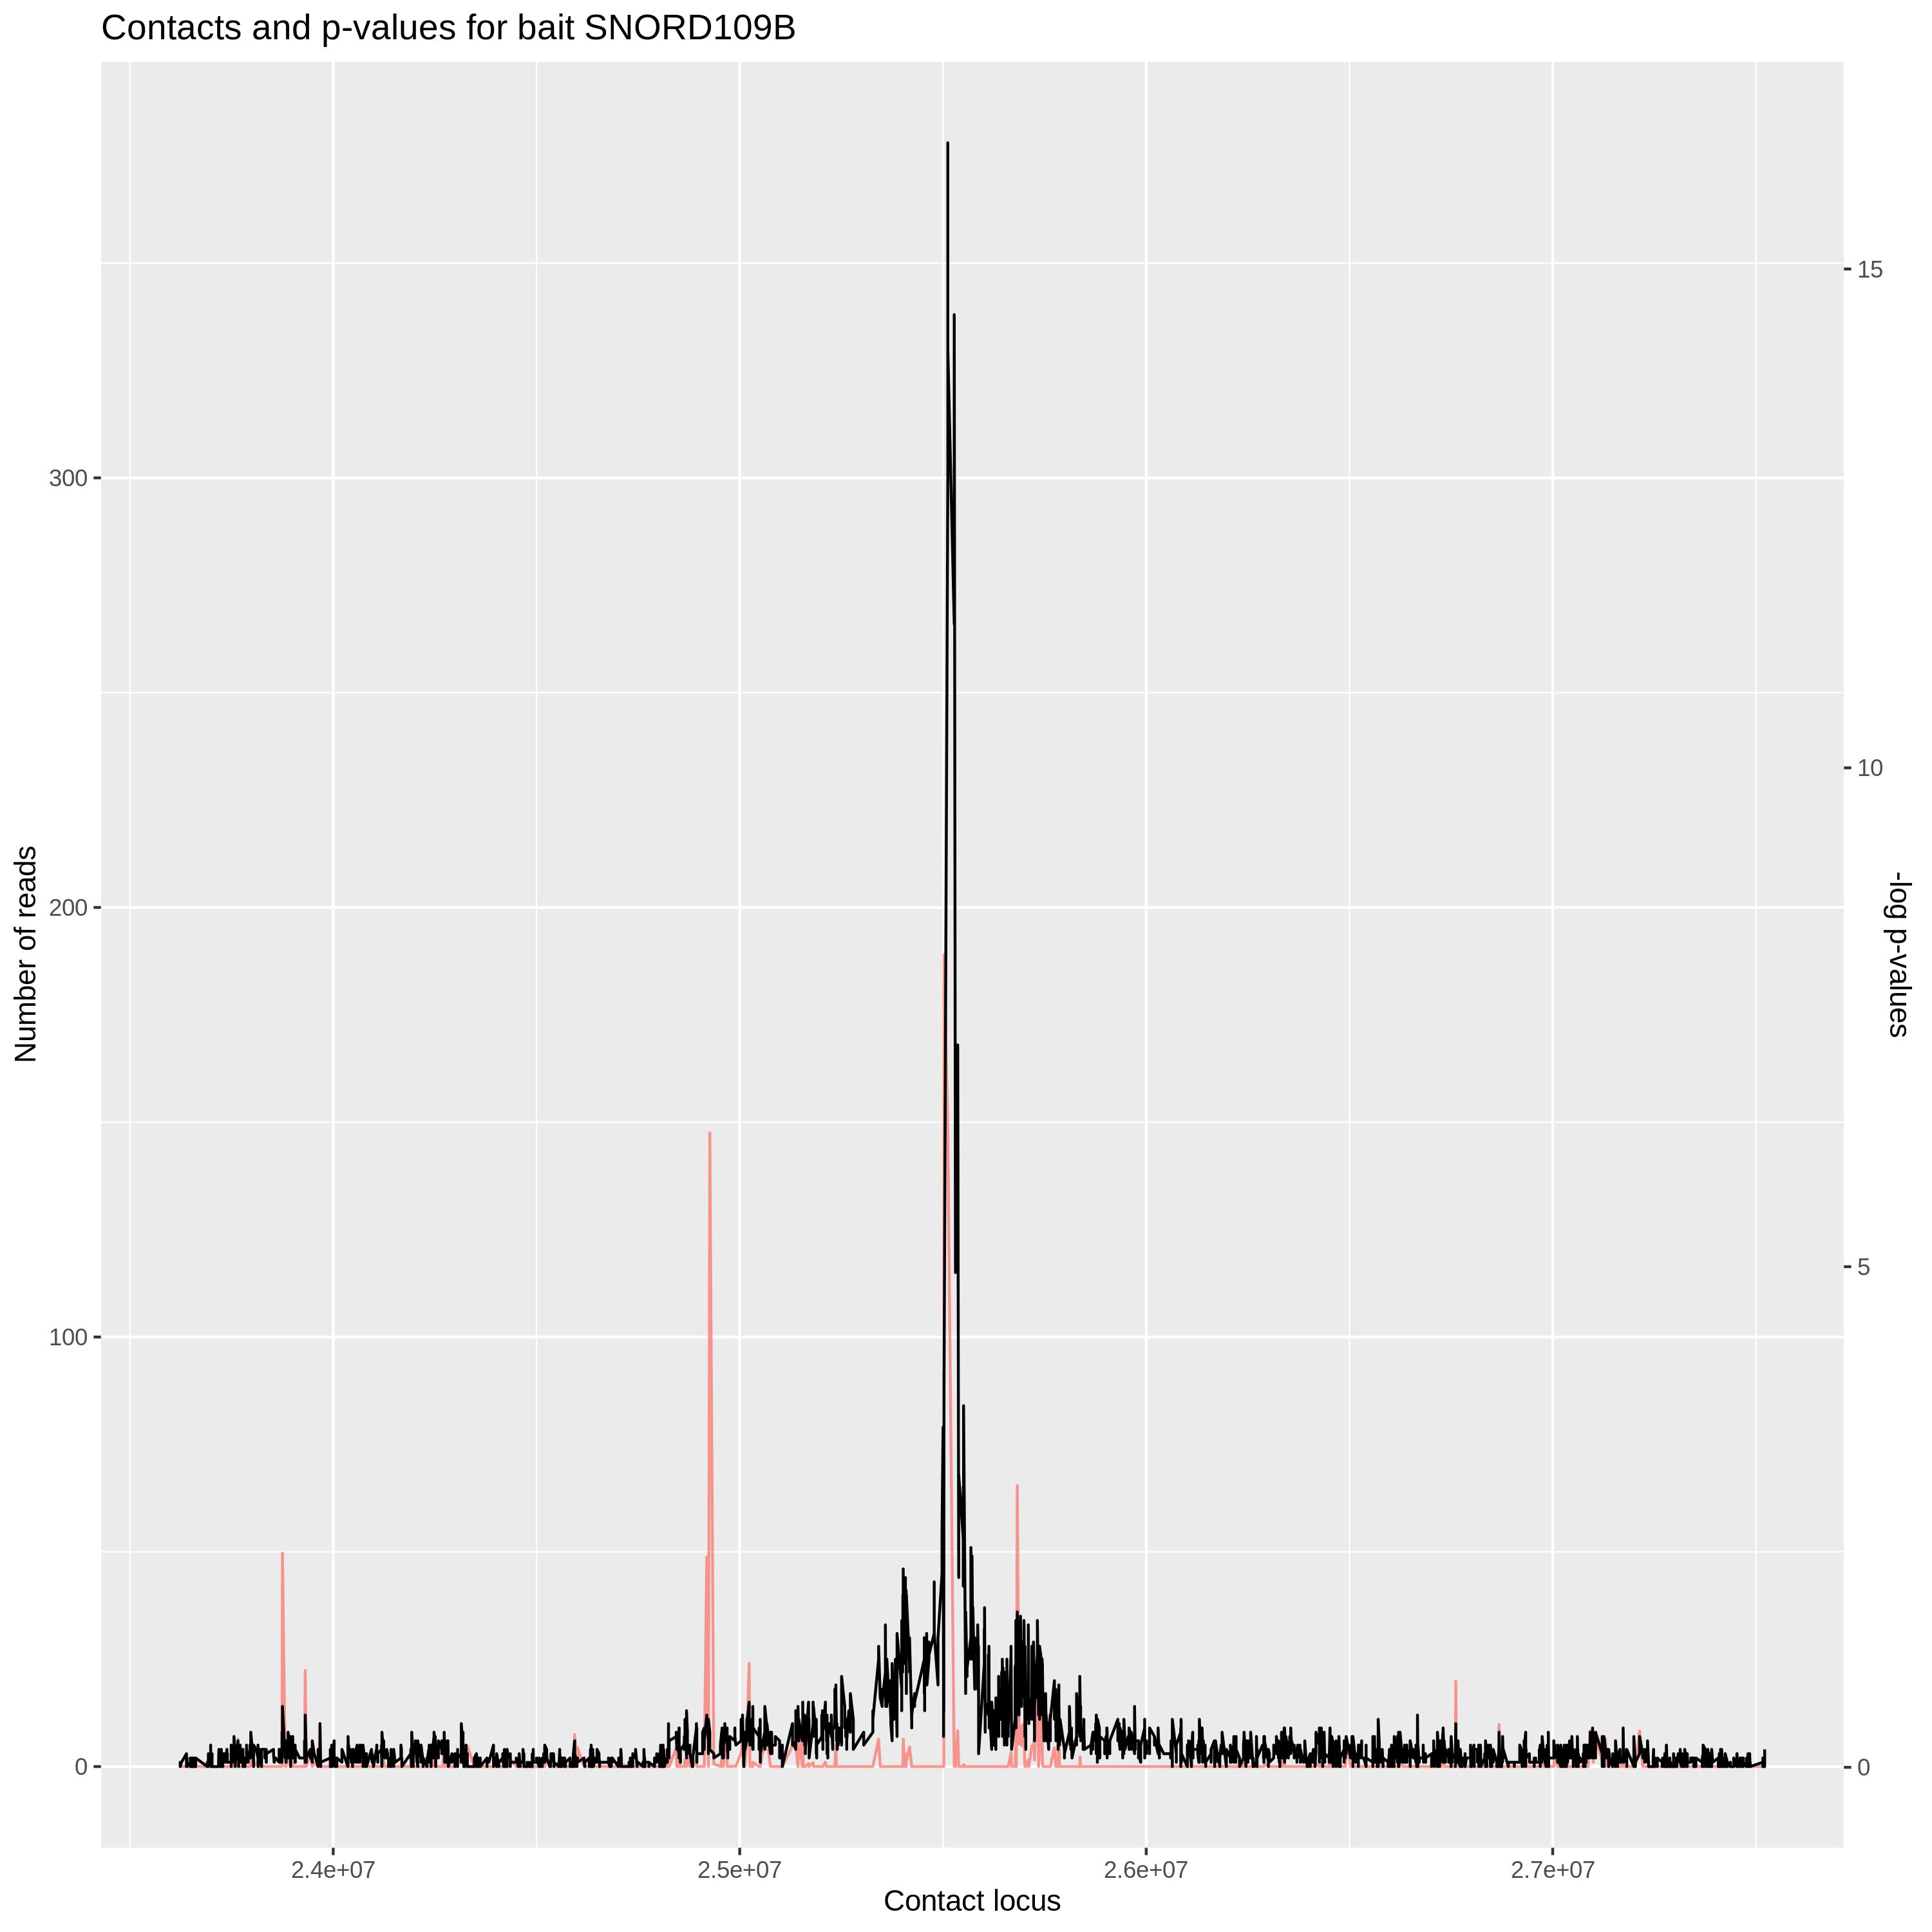 Contacts and p-values for bait SNORD109B
Number of reads
300
200
100
0
15
10
5
0
-log p-values
2.4e+07
2.5e+07
2.6e+07
2.7e+07
Contact locus